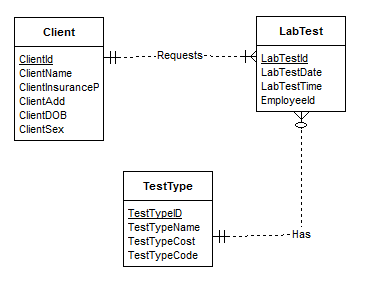 Client
ClientId
ClientName
ClientInsuranceP
ClientAdd
ClientDOB
ClientSex
Requests
LabTest
LabTestId
LabTestDate
LabTestTime
EmployeeId
TestType
TestTypeID
TestTypeName
TestTypeCost
TestTypeCode
Has